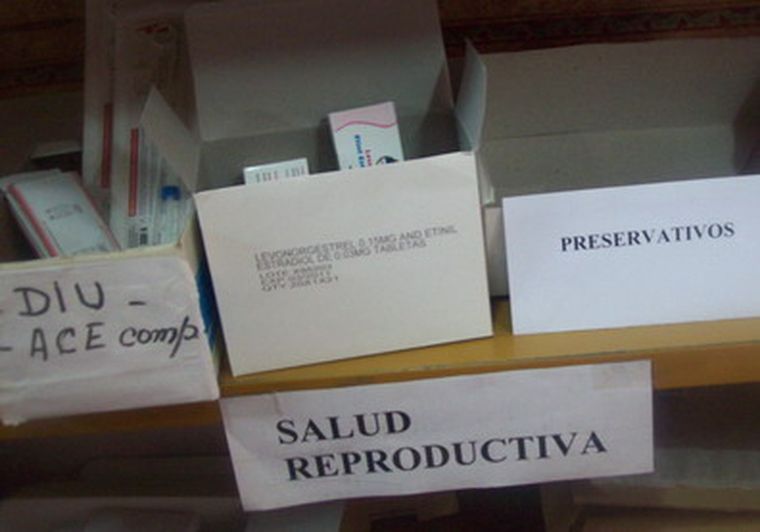 - DIU -
- ACE comp.
LEVONORGESTREL 0,15MG AND ETINIL
ESTRADIOL DE 0,03MG TABLETAS
PRESERVATIVOS
SALUD
REPRODUCTIVA